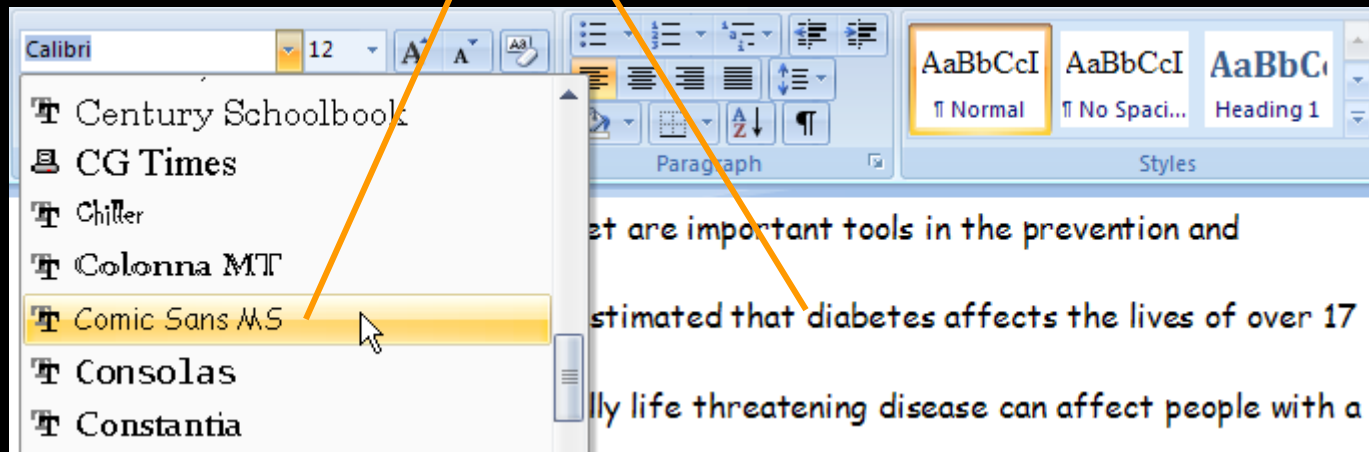 Calibri 12
AaBbCcI AaBbCcI AaBbC
¶ Normal ¶ No Spaci... Heading 1
Paragraph Styles
Century Schoolbook
CG Times
Chiller
Colonna MT
Comic Sans MS
Consolas
Constantia
et are important tools in the prevention and
stimated that diabetes affects the lives of over 17
lly life threatening disease can affect people with a